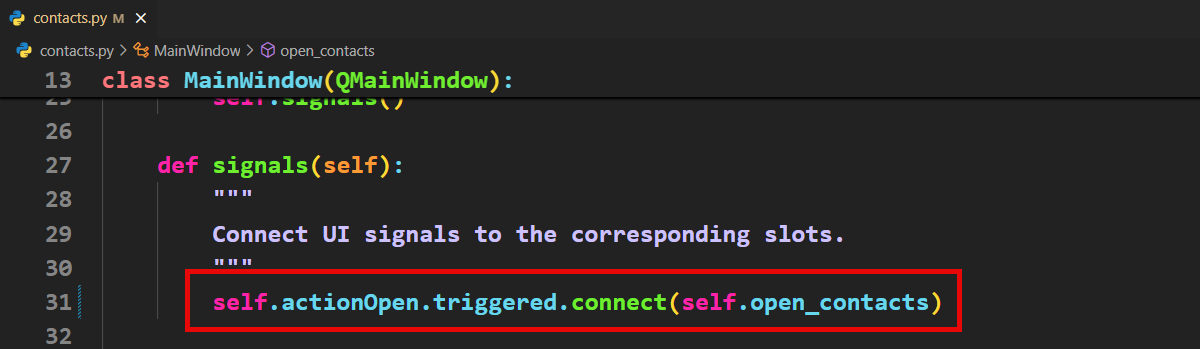 contacts.py M ×
contacts.py > MainWindow > open_contacts
13 class MainWindow(QMainWindow):
25 self.signals()
26
27 def signals(self):
28 """
29 Connect UI signals to the corresponding slots.
30 """
31 self.actionOpen.triggered.connect(self.open_contacts)
32